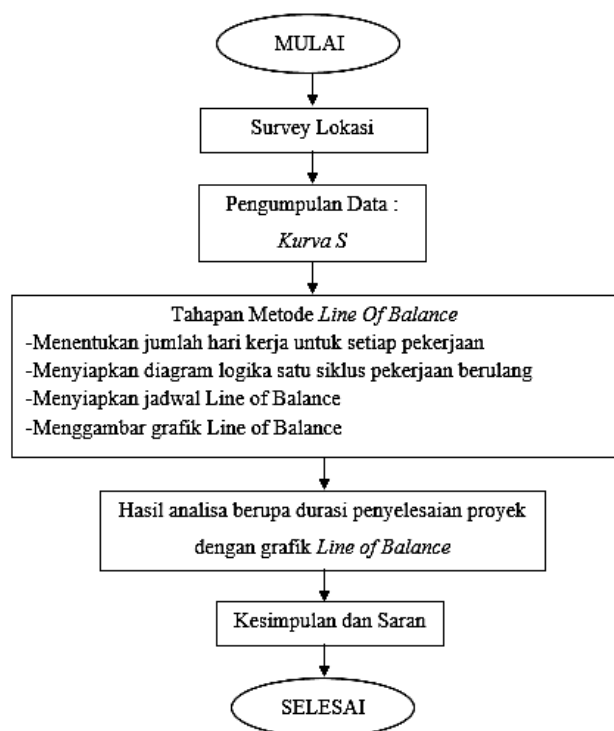 MULAI
Survey Lokasi
Pengumpulan Data :
Kurva S
Tahapan Metode Line Of Balance
-Menentukan jumlah hari kerja untuk setiap pekerjaan
-Menyiapkan diagram logika satu siklus pekerjaan berulang
-Menyiapkan jadwal Line of Balance
-Menggambar grafik Line of Balance
Hasil analisa berupa durasi penyelesaian proyek
dengan grafik Line of Balance
Kesimpulan dan Saran
SELESAI